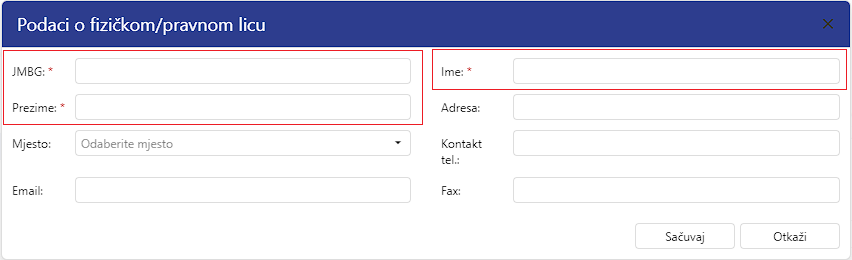 Podaci o fizičkom/pravnom licu
JMBG: *
Ime: *
Prezime: *
Adresa:
Mjesto: Odaberite mjesto
Kontakt
tel.:
Email:
Fax:
Sačuvaj
Otkaži